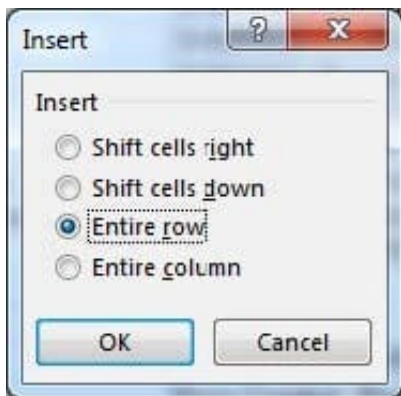 Insert
?
X
Insert
Shift cells right
Shift cells down
Entire row
Entire column
OK
Cancel